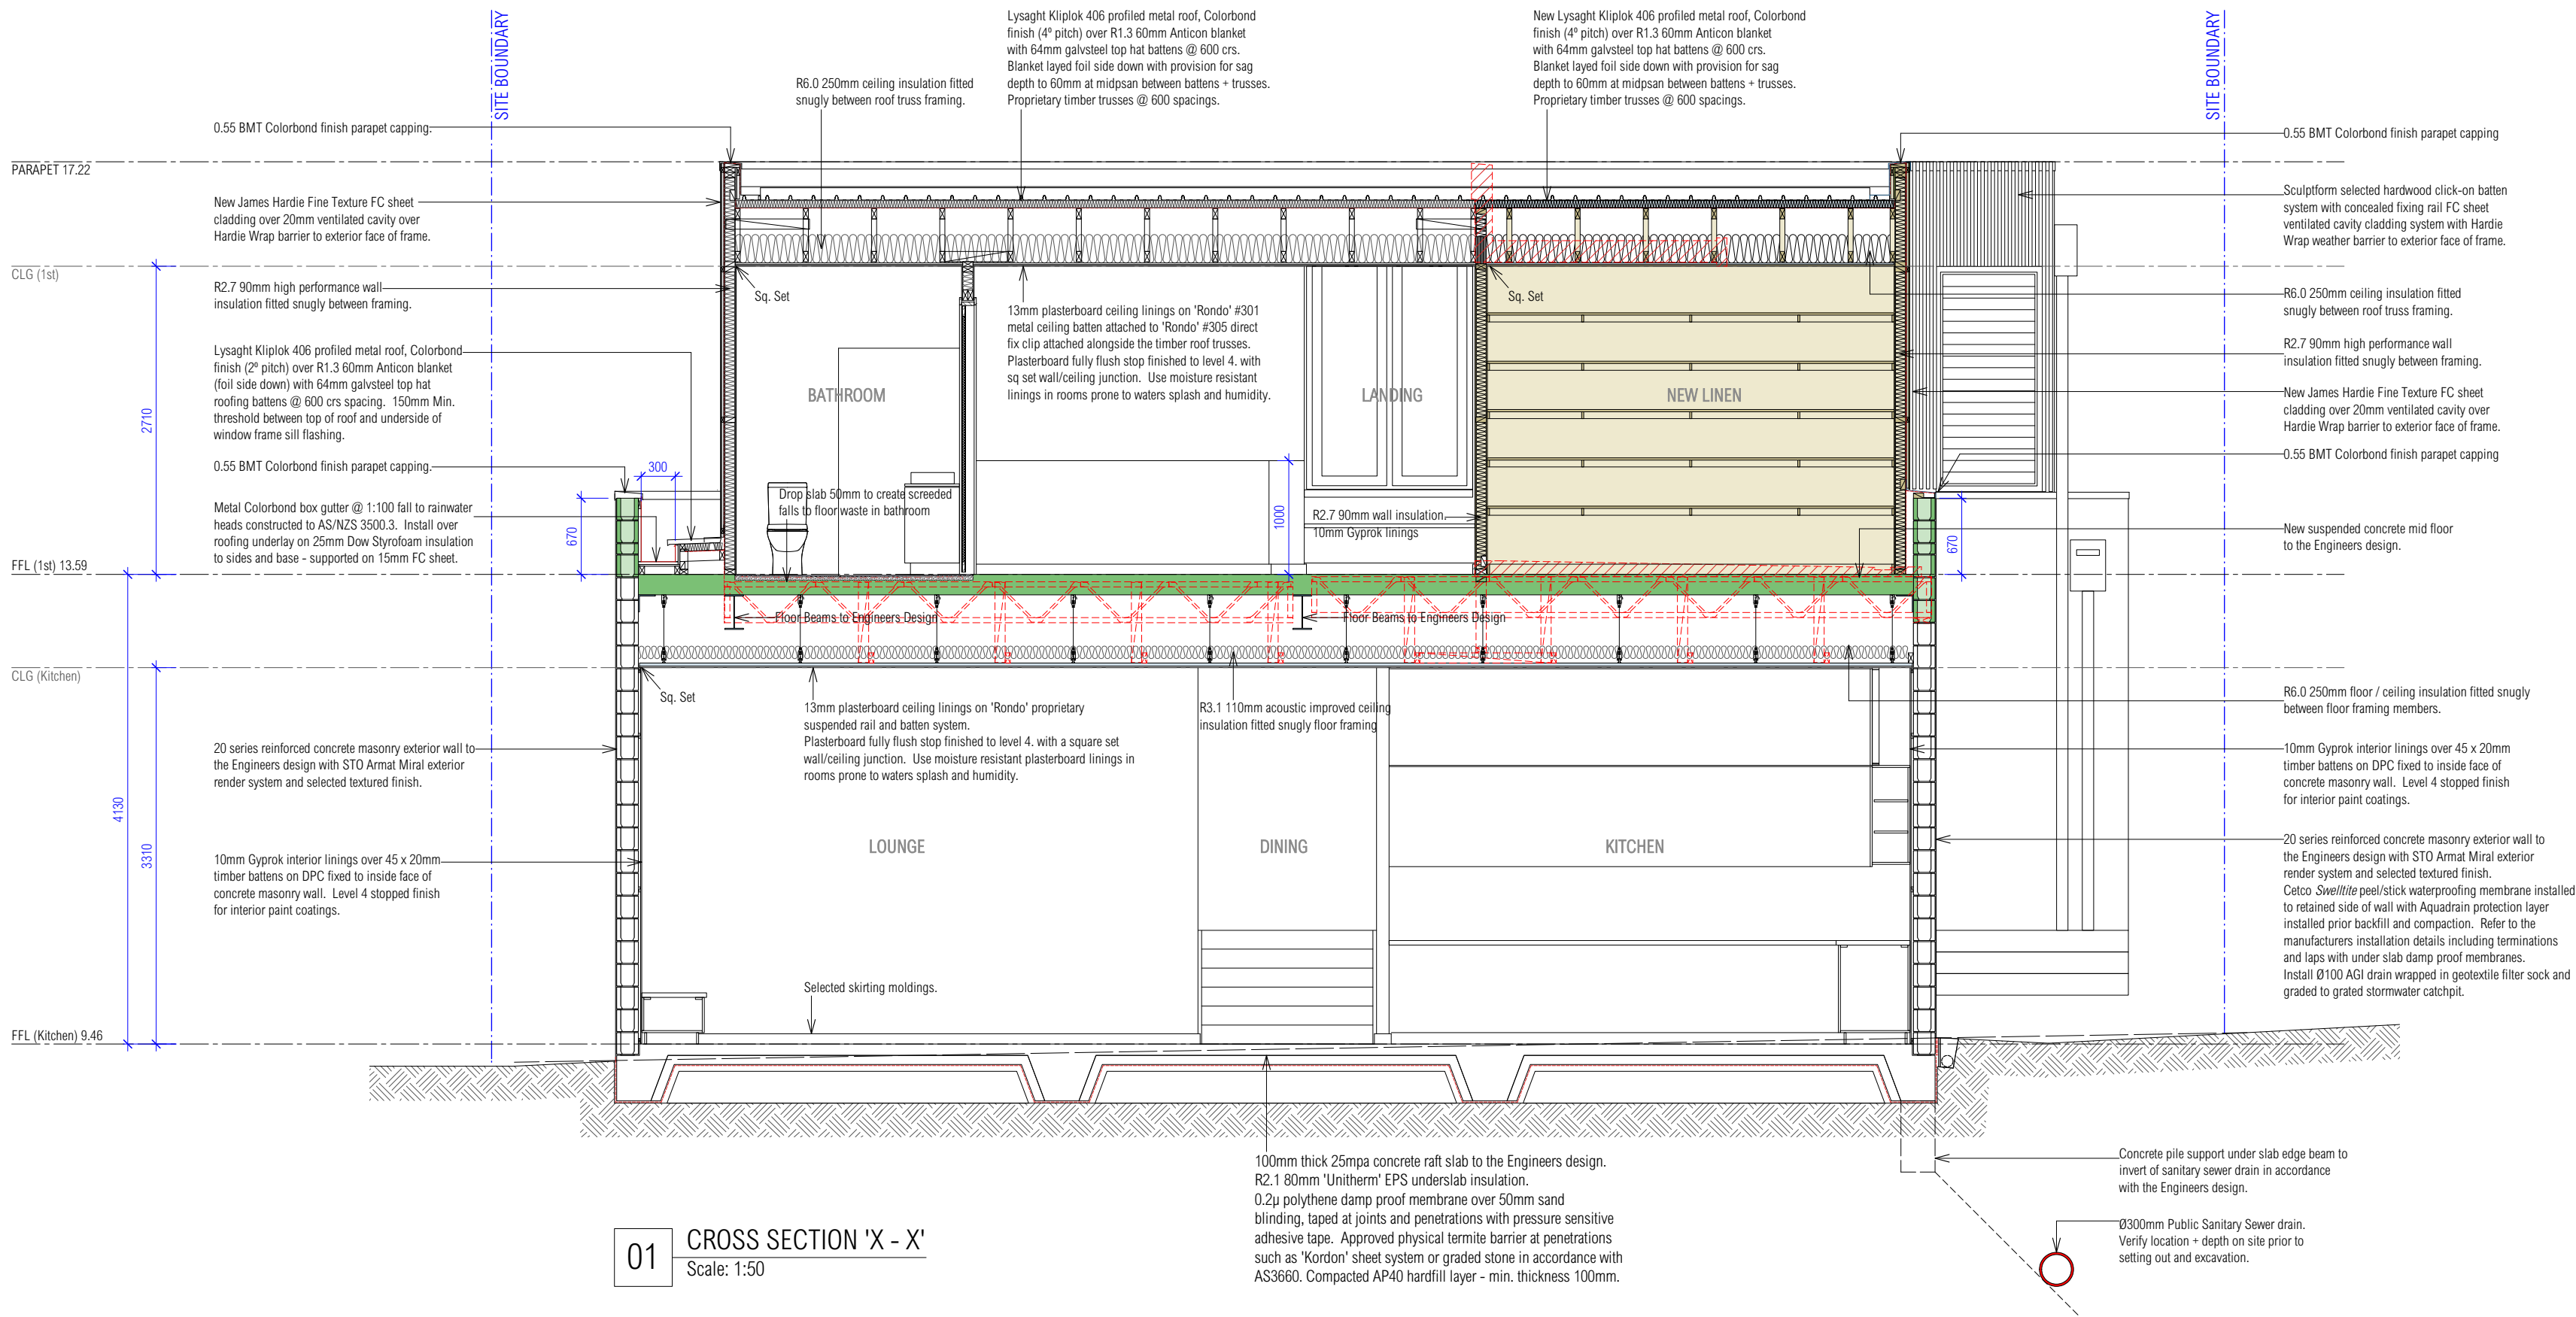 SITE BOUNDARY
SITE BOUNDARY
Lysaght Kliplok 406 profiled metal roof, Colorbond
finish (4º pitch) over R1.3 60mm Anticon blanket
with 64mm galvsteel top hat battens @ 600 crs.
Blanket layed foil side down with provision for sag
depth to 60mm at midpsan between battens + trusses.
Proprietary timber trusses @ 600 spacings.
New Lysaght Kliplok 406 profiled metal roof, Colorbond
finish (4º pitch) over R1.3 60mm Anticon blanket
with 64mm galvsteel top hat battens @ 600 crs.
Blanket layed foil side down with provision for sag
depth to 60mm at midpsan between battens + trusses.
Proprietary timber trusses @ 600 spacings.
R6.0 250mm ceiling insulation fitted
snugly between roof truss framing.
0.55 BMT Colorbond finish parapet capping.
PARAPET 17.22
New James Hardie Fine Texture FC sheet
cladding over 20mm ventilated cavity over
Hardie Wrap barrier to exterior face of frame.
CLG (1st)
R2.7 90mm high performance wall
insulation fitted snugly between framing.
Lysaght Kliplok 406 profiled metal roof, Colorbond
finish (2º pitch) over R1.3 60mm Anticon blanket
(foil side down) with 64mm galvsteel top hat
roofing battens @ 600 crs spacing.  150mm Min.
threshold between top of roof and underside of
window frame sill flashing.
2710
0.55 BMT Colorbond finish parapet capping.
300
Metal Colorbond box gutter @ 1:100 fall to rainwater
heads constructed to AS/NZS 3500.3.  Install over
roofing underlay on 25mm Dow Styrofoam insulation
to sides and base - supported on 15mm FC sheet.
670
FFL (1st) 13.59
Sq. Set
13mm plasterboard ceiling linings on 'Rondo' #301
metal ceiling batten attached to 'Rondo' #305 direct
fix clip attached alongside the timber roof trusses.
Plasterboard fully flush stop finished to level 4. with
sq set wall/ceiling junction.  Use moisture resistant
linings in rooms prone to waters splash and humidity.
Sq. Set
BATHROOM
LANDING
NEW LINEN
Drop slab 50mm to create screeded
falls to floor waste in bathroom
1000
R2.7 90mm wall insulation.
10mm Gyprok linings
670
Floor Beams to Engineers Design
Floor Beams to Engineers Design
0.55 BMT Colorbond finish parapet capping
Sculptform selected hardwood click-on batten
system with concealed fixing rail FC sheet
ventilated cavity cladding system with Hardie
Wrap weather barrier to exterior face of frame.
R6.0 250mm ceiling insulation fitted
snugly between roof truss framing.
R2.7 90mm high performance wall
insulation fitted snugly between framing.
New James Hardie Fine Texture FC sheet
cladding over 20mm ventilated cavity over
Hardie Wrap barrier to exterior face of frame.
0.55 BMT Colorbond finish parapet capping
New suspended concrete mid floor
to the Engineers design.
CLG (Kitchen)
Sq. Set
13mm plasterboard ceiling linings on 'Rondo' proprietary
suspended rail and batten system.
Plasterboard fully flush stop finished to level 4. with a square set
wall/ceiling junction.  Use moisture resistant plasterboard linings in
rooms prone to waters splash and humidity.
R3.1 110mm acoustic improved ceiling
insulation fitted snugly floor framing
R6.0 250mm floor / ceiling insulation fitted snugly
between floor framing members.
20 series reinforced concrete masonry exterior wall to
the Engineers design with STO Armat Miral exterior
render system and selected textured finish.
4130
3310
10mm Gyprok interior linings over 45 x 20mm
timber battens on DPC fixed to inside face of
concrete masonry wall.  Level 4 stopped finish
for interior paint coatings.
LOUNGE
DINING
KITCHEN
10mm Gyprok interior linings over 45 x 20mm
timber battens on DPC fixed to inside face of
concrete masonry wall.  Level 4 stopped finish
for interior paint coatings.
20 series reinforced concrete masonry exterior wall to
the Engineers design with STO Armat Miral exterior
render system and selected textured finish.
Cetco Swelltite peel/stick waterproofing membrane installed
to retained side of wall with Aquadrain protection layer
installed prior backfill and compaction.  Refer to the
manufacturers installation details including terminations
and laps with under slab damp proof membranes.
Install Ø100 AGI drain wrapped in geotextile filter sock and
graded to grated stormwater catchpit.
Selected skirting moldings.
FFL (Kitchen) 9.46
100mm thick 25mpa concrete raft slab to the Engineers design.
R2.1 80mm 'Unitherm' EPS underslab insulation.
0.2µ polythene damp proof membrane over 50mm sand
blinding, taped at joints and penetrations with pressure sensitive
adhesive tape.  Approved physical termite barrier at penetrations
such as 'Kordon' sheet system or graded stone in accordance with
AS3660. Compacted AP40 hardfill layer - min. thickness 100mm.
Concrete pile support under slab edge beam to
invert of sanitary sewer drain in accordance
with the Engineers design.
Ø300mm Public Sanitary Sewer drain.
Verify location + depth on site prior to
setting out and excavation.
01
CROSS SECTION 'X - X'
Scale: 1:50